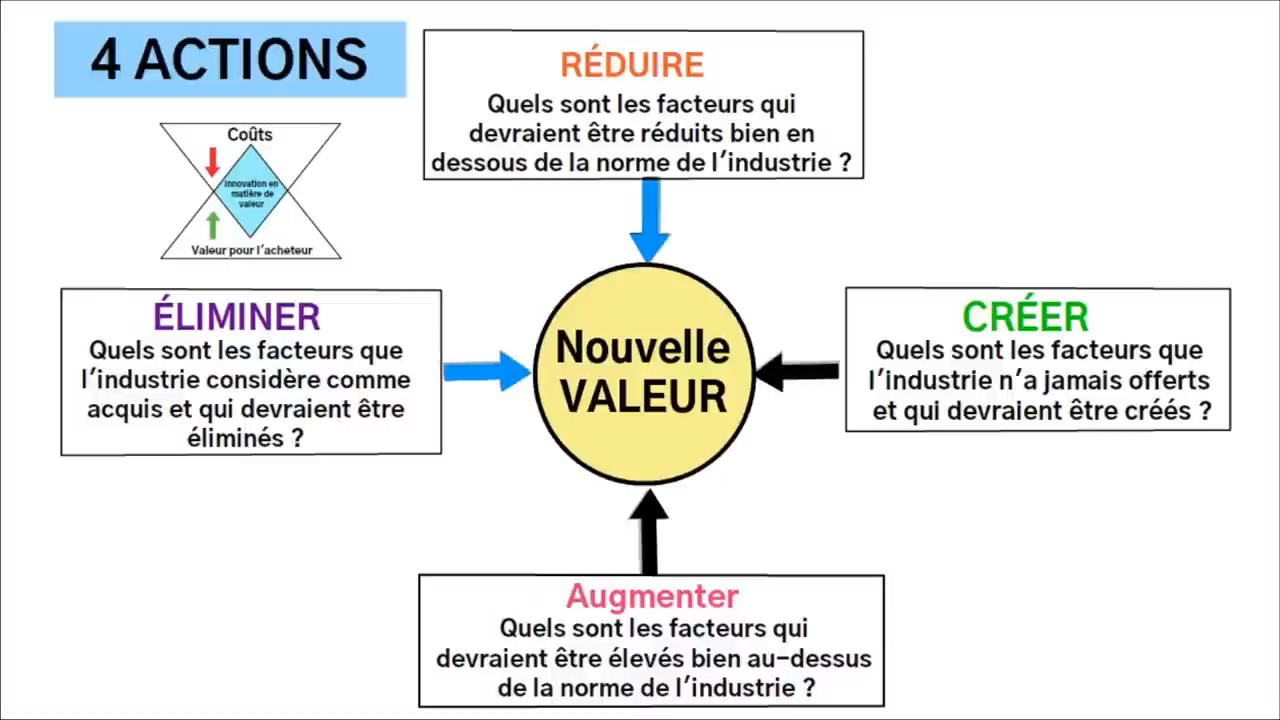 4 ACTIONS
RÉDUIRE
Quels sont les facteurs qui
devraient être réduits bien en
dessous de la norme de l'industrie ?
Coûts
Innovation en
matière de
valeur
Valeur pour l'acheteur
ÉLIMINER
Quels sont les facteurs que
l'industrie considère comme
acquis et qui devraient être
éliminés ?
Nouvelle
VALEUR
CRÉER
Quels sont les facteurs que
l'industrie n'a jamais offerts
et qui devraient être créés ?
Augmenter
Quels sont les facteurs qui
devraient être élevés bien au-dessus
de la norme de l'industrie ?